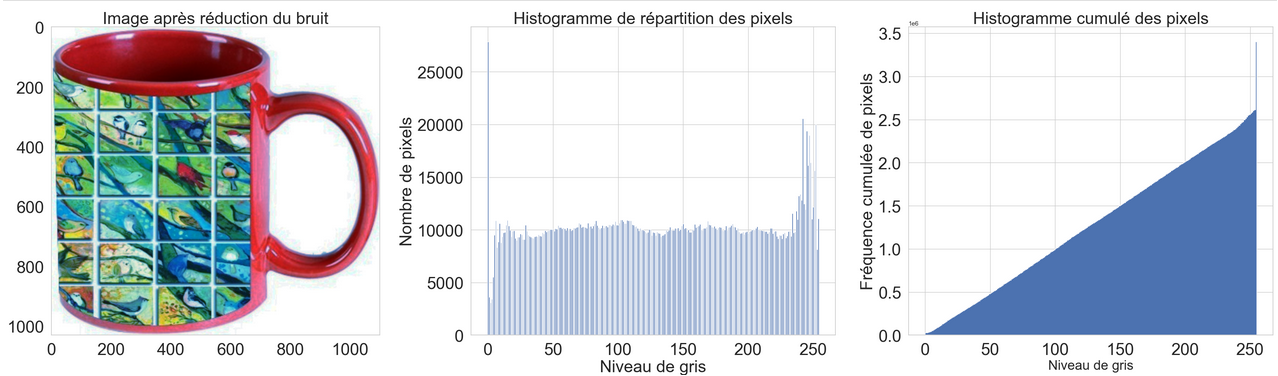 Image après réduction du bruit
0
200
400
600
800
1000
0 200 400 600 800 1000
Histogramme de répartition des pixels
Nombre de pixels
25000
20000
15000
10000
5000
0
0 50 100 150 200 250
Niveau de gris
Histogramme cumulé des pixels
1e6
Fréquence cumulée de pixels
3.5
3.0
2.5
2.0
1.5
1.0
0.5
0.0
0 50 100 150 200 250
Niveau de gris